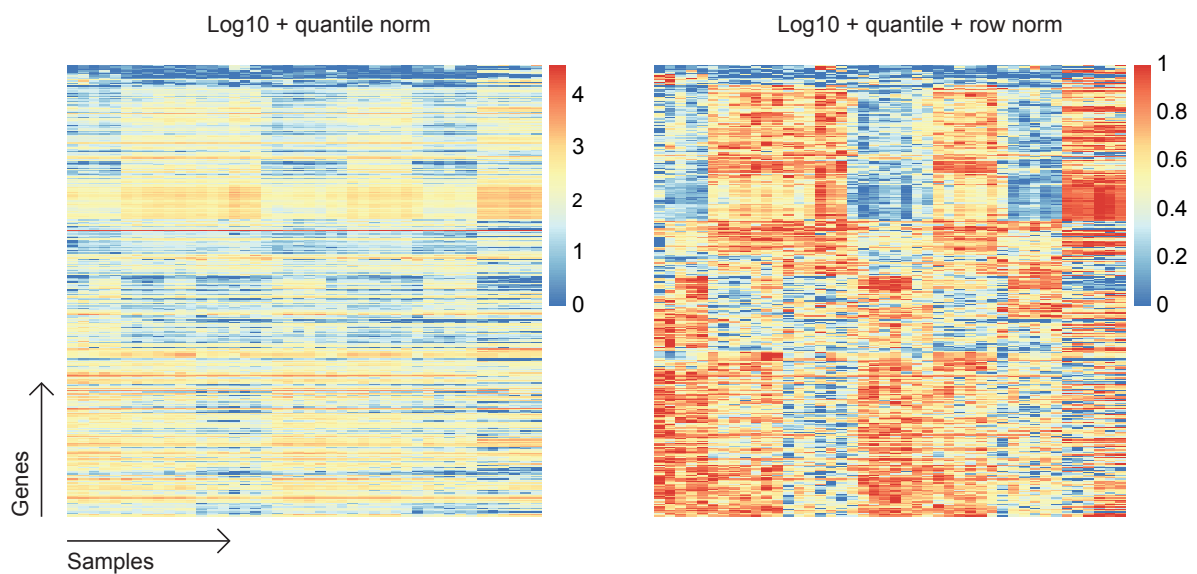 Log10 + quantile norm
Log10 + quantile + row norm
4
3
2
1
0
1
0.8
0.6
0.4
0.2
0
Genes
Samples